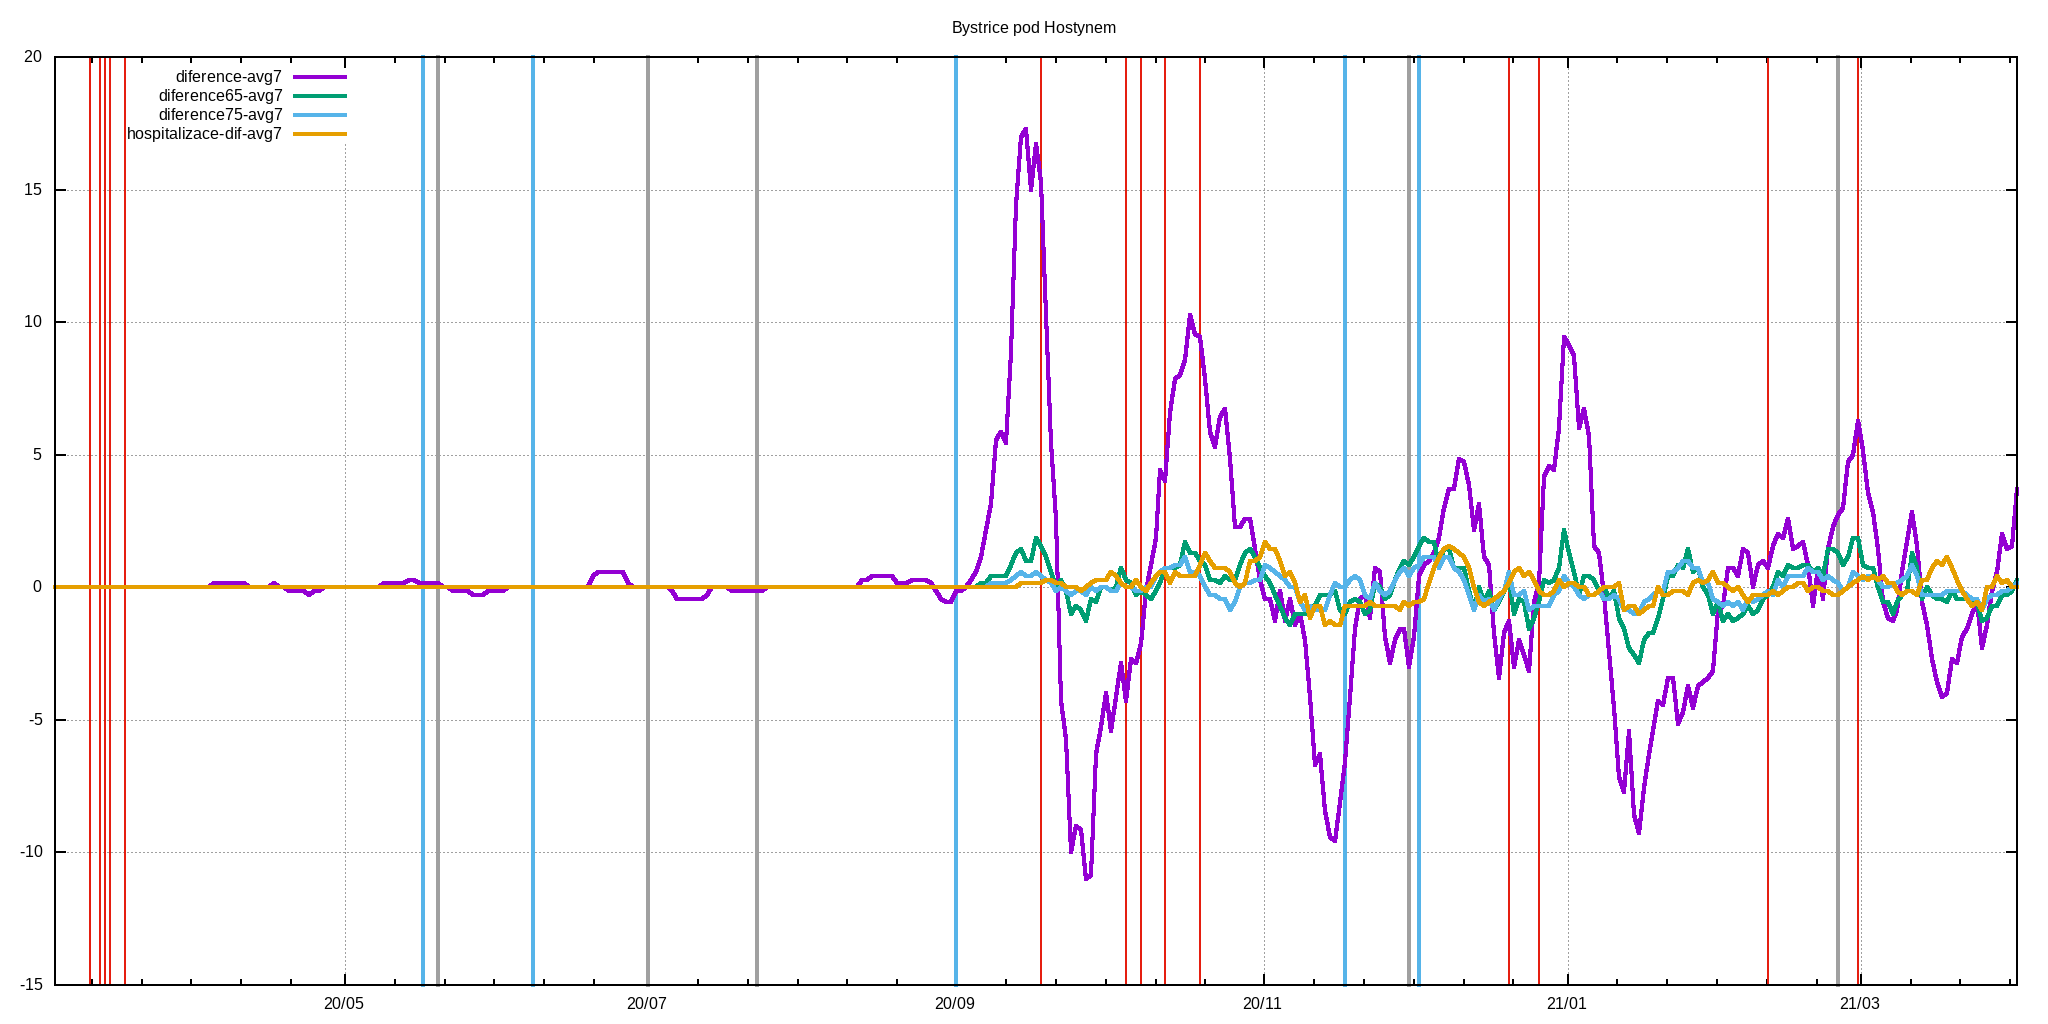 Bystrice pod Hostynem
20
15
10
5
0
-5
-10
-15
diference-avg7
diference65-avg7
diference75-avg7
hospitalizace-dif-avg7
20/05
20/07
20/09
20/11
21/01
21/03